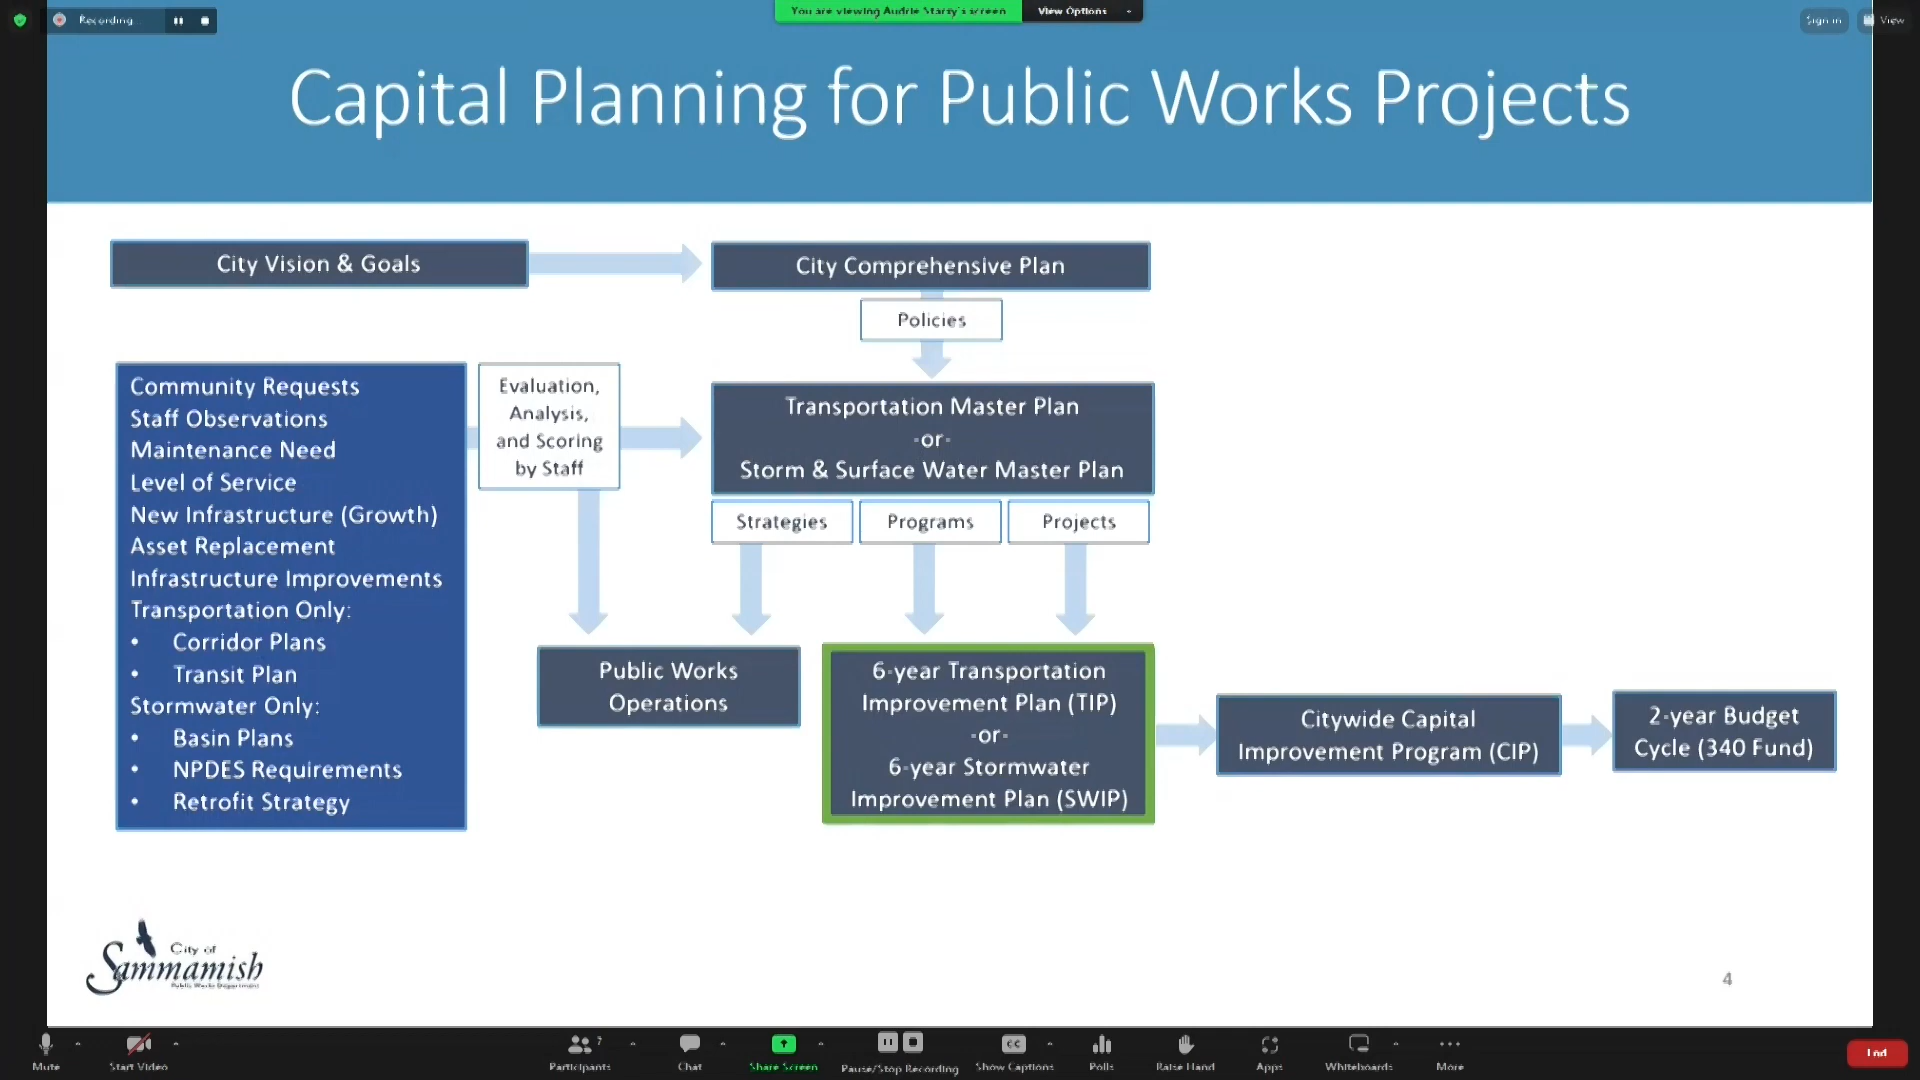 Recording...
You are viewing Audrie Starsy's screen
View Options
Sign in
View
Capital Planning for Public Works Projects
City Vision & Goals
City Comprehensive Plan
Policies
Community Requests
Staff Observations
Maintenance Need
Level of Service
New Infrastructure (Growth)
Asset Replacement
Infrastructure Improvements
Transportation Only:
• Corridor Plans
• Transit Plan
Stormwater Only:
• Basin Plans
• NPDES Requirements
• Retrofit Strategy
Evaluation,
Analysis,
and Scoring
by Staff
Transportation Master Plan
-or-
Storm & Surface Water Master Plan
Strategies
Programs
Projects
Public Works
Operations
6-year Transportation
Improvement Plan (TIP)
-or-
6-year Stormwater
Improvement Plan (SWIP)
Citywide Capital
Improvement Program (CIP)
2-year Budget
Cycle (340 Fund)
City of
Sammamish
Public Works Department
4
Mute
Start Video
7
Participants
Chat
Share Screen
Pause/Stop Recording
CC
Show Captions
Polls
Raise Hand
Apps
Whiteboards
More
End